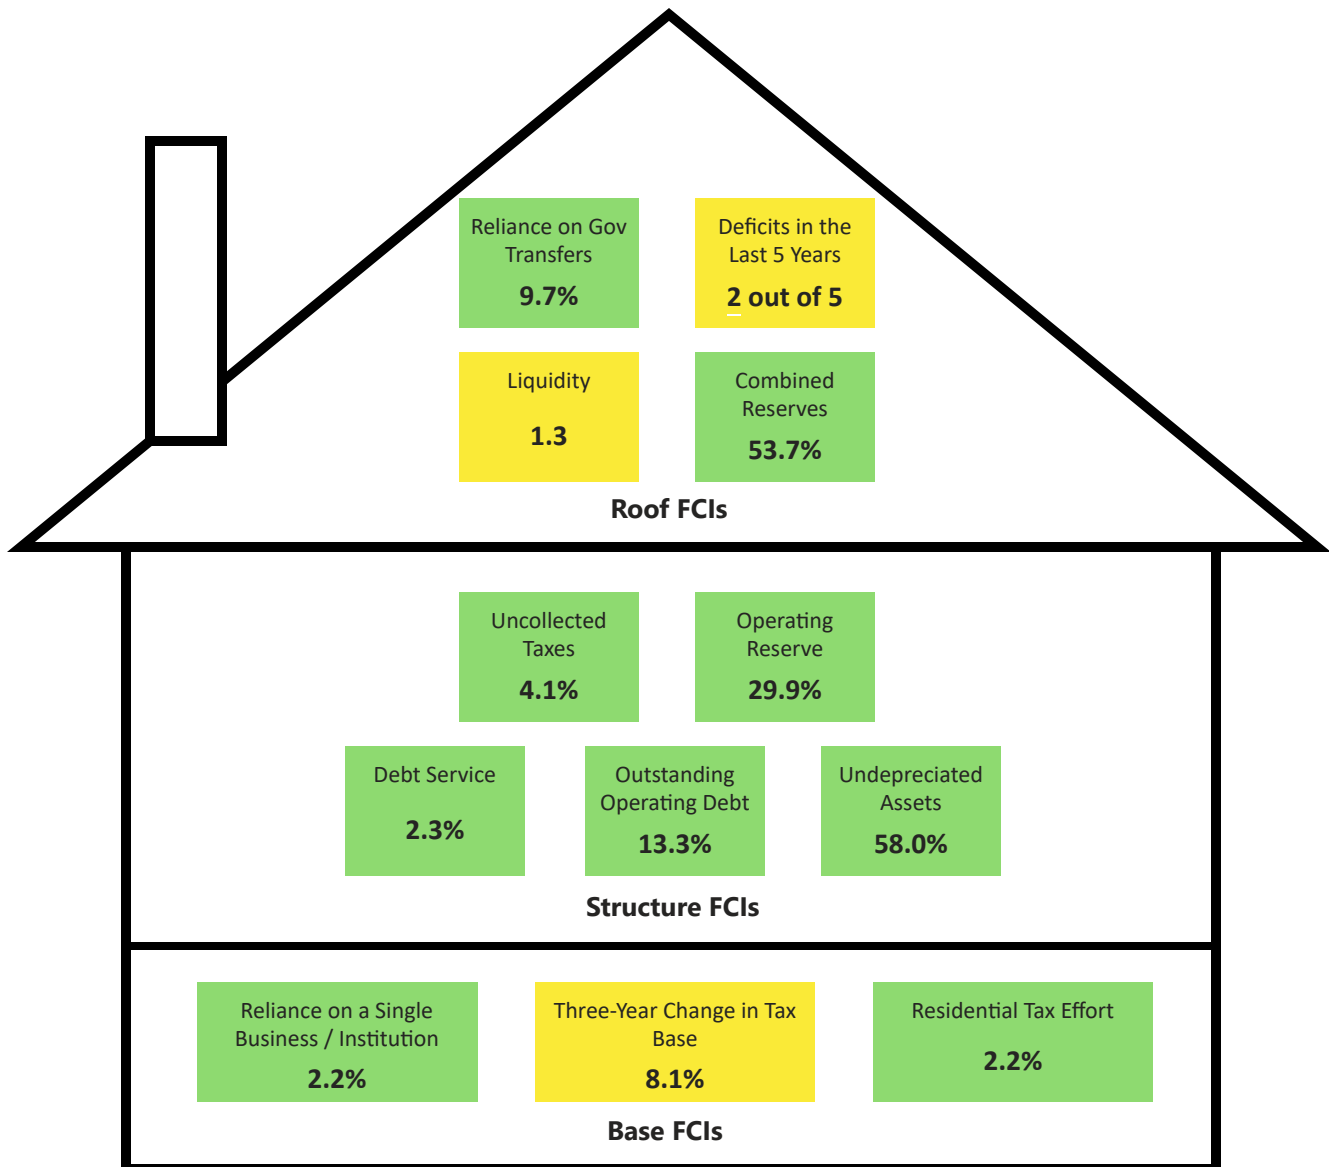 Reliance on Gov
Transfers
9.7%
Deficits in the
Last 5 Years
2 out of 5
Liquidity
1.3
Combined
Reserves
53.7%
Roof FCIs
Uncollected
Taxes
4.1%
Operating
Reserve
29.9%
Debt Service
2.3%
Outstanding
Operating Debt
13.3%
Undepreciated
Assets
58.0%
Structure FCIs
Reliance on a Single
Business / Institution
2.2%
Three-Year Change in Tax
Base
8.1%
Residential Tax Effort
2.2%
Base FCIs